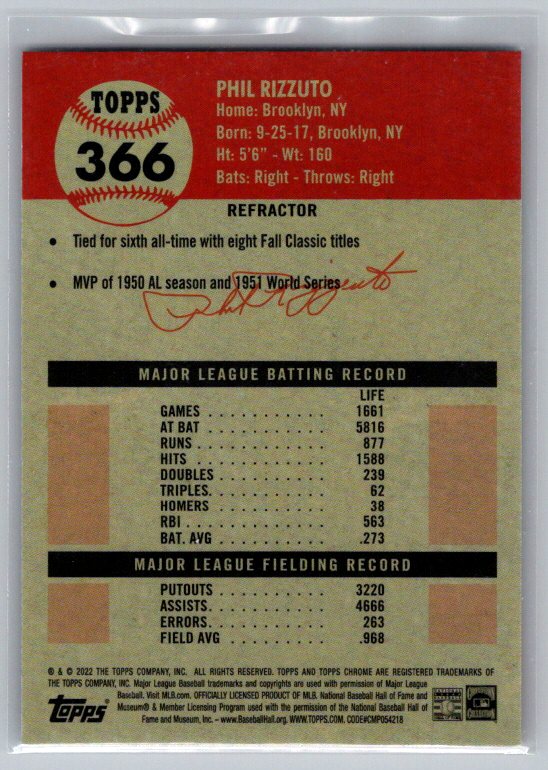 TOPPS
366
PHIL RIZZUTO
Home: Brooklyn, NY
Born: 9-25-17, Brooklyn, NY
Ht: 5'6" - Wt: 160
Bats: Right - Throws: Right
REFRACTOR
• Tied for sixth all-time with eight Fall Classic titles
• MVP of 1950 AL season and 1951 World Series
Phil Rizzuto
MAJOR LEAGUE BATTING RECORD
LIFE
GAMES . . . . . . . . . . . 1661
AT BAT . . . . . . . . . . . 5816
RUNS . . . . . . . . . . . . 877
HITS . . . . . . . . . . . . 1588
DOUBLES . . . . . . . . . . 239
TRIPLES. . . . . . . . . . . 62
HOMERS . . . . . . . . . . 38
RBI . . . . . . . . . . . . . 563
BAT. AVG . . . . . . . . . .273
MAJOR LEAGUE FIELDING RECORD
PUTOUTS . . . . . . . . . . 3220
ASSISTS. . . . . . . . . . . 4666
ERRORS . . . . . . . . . . 263
FIELD AVG . . . . . . . . . .968
® & © 2022 THE TOPPS COMPANY, INC. ALL RIGHTS RESERVED. TOPPS AND TOPPS CHROME ARE REGISTERED TRADEMARKS OF
THE TOPPS COMPANY, INC. Major League Baseball trademarks and copyrights are used with permission of Major League
Baseball. Visit MLB.com. OFFICIALLY LICENSED PRODUCT OF MLB. National Baseball Hall of Fame and
Museum® & Member Licensing Program used with the permission of the National Baseball Hall of
Fame and Museum, Inc. - www.BaseballHall.org. WWW.TOPPS.COM. CODE#CMP054218
Topps